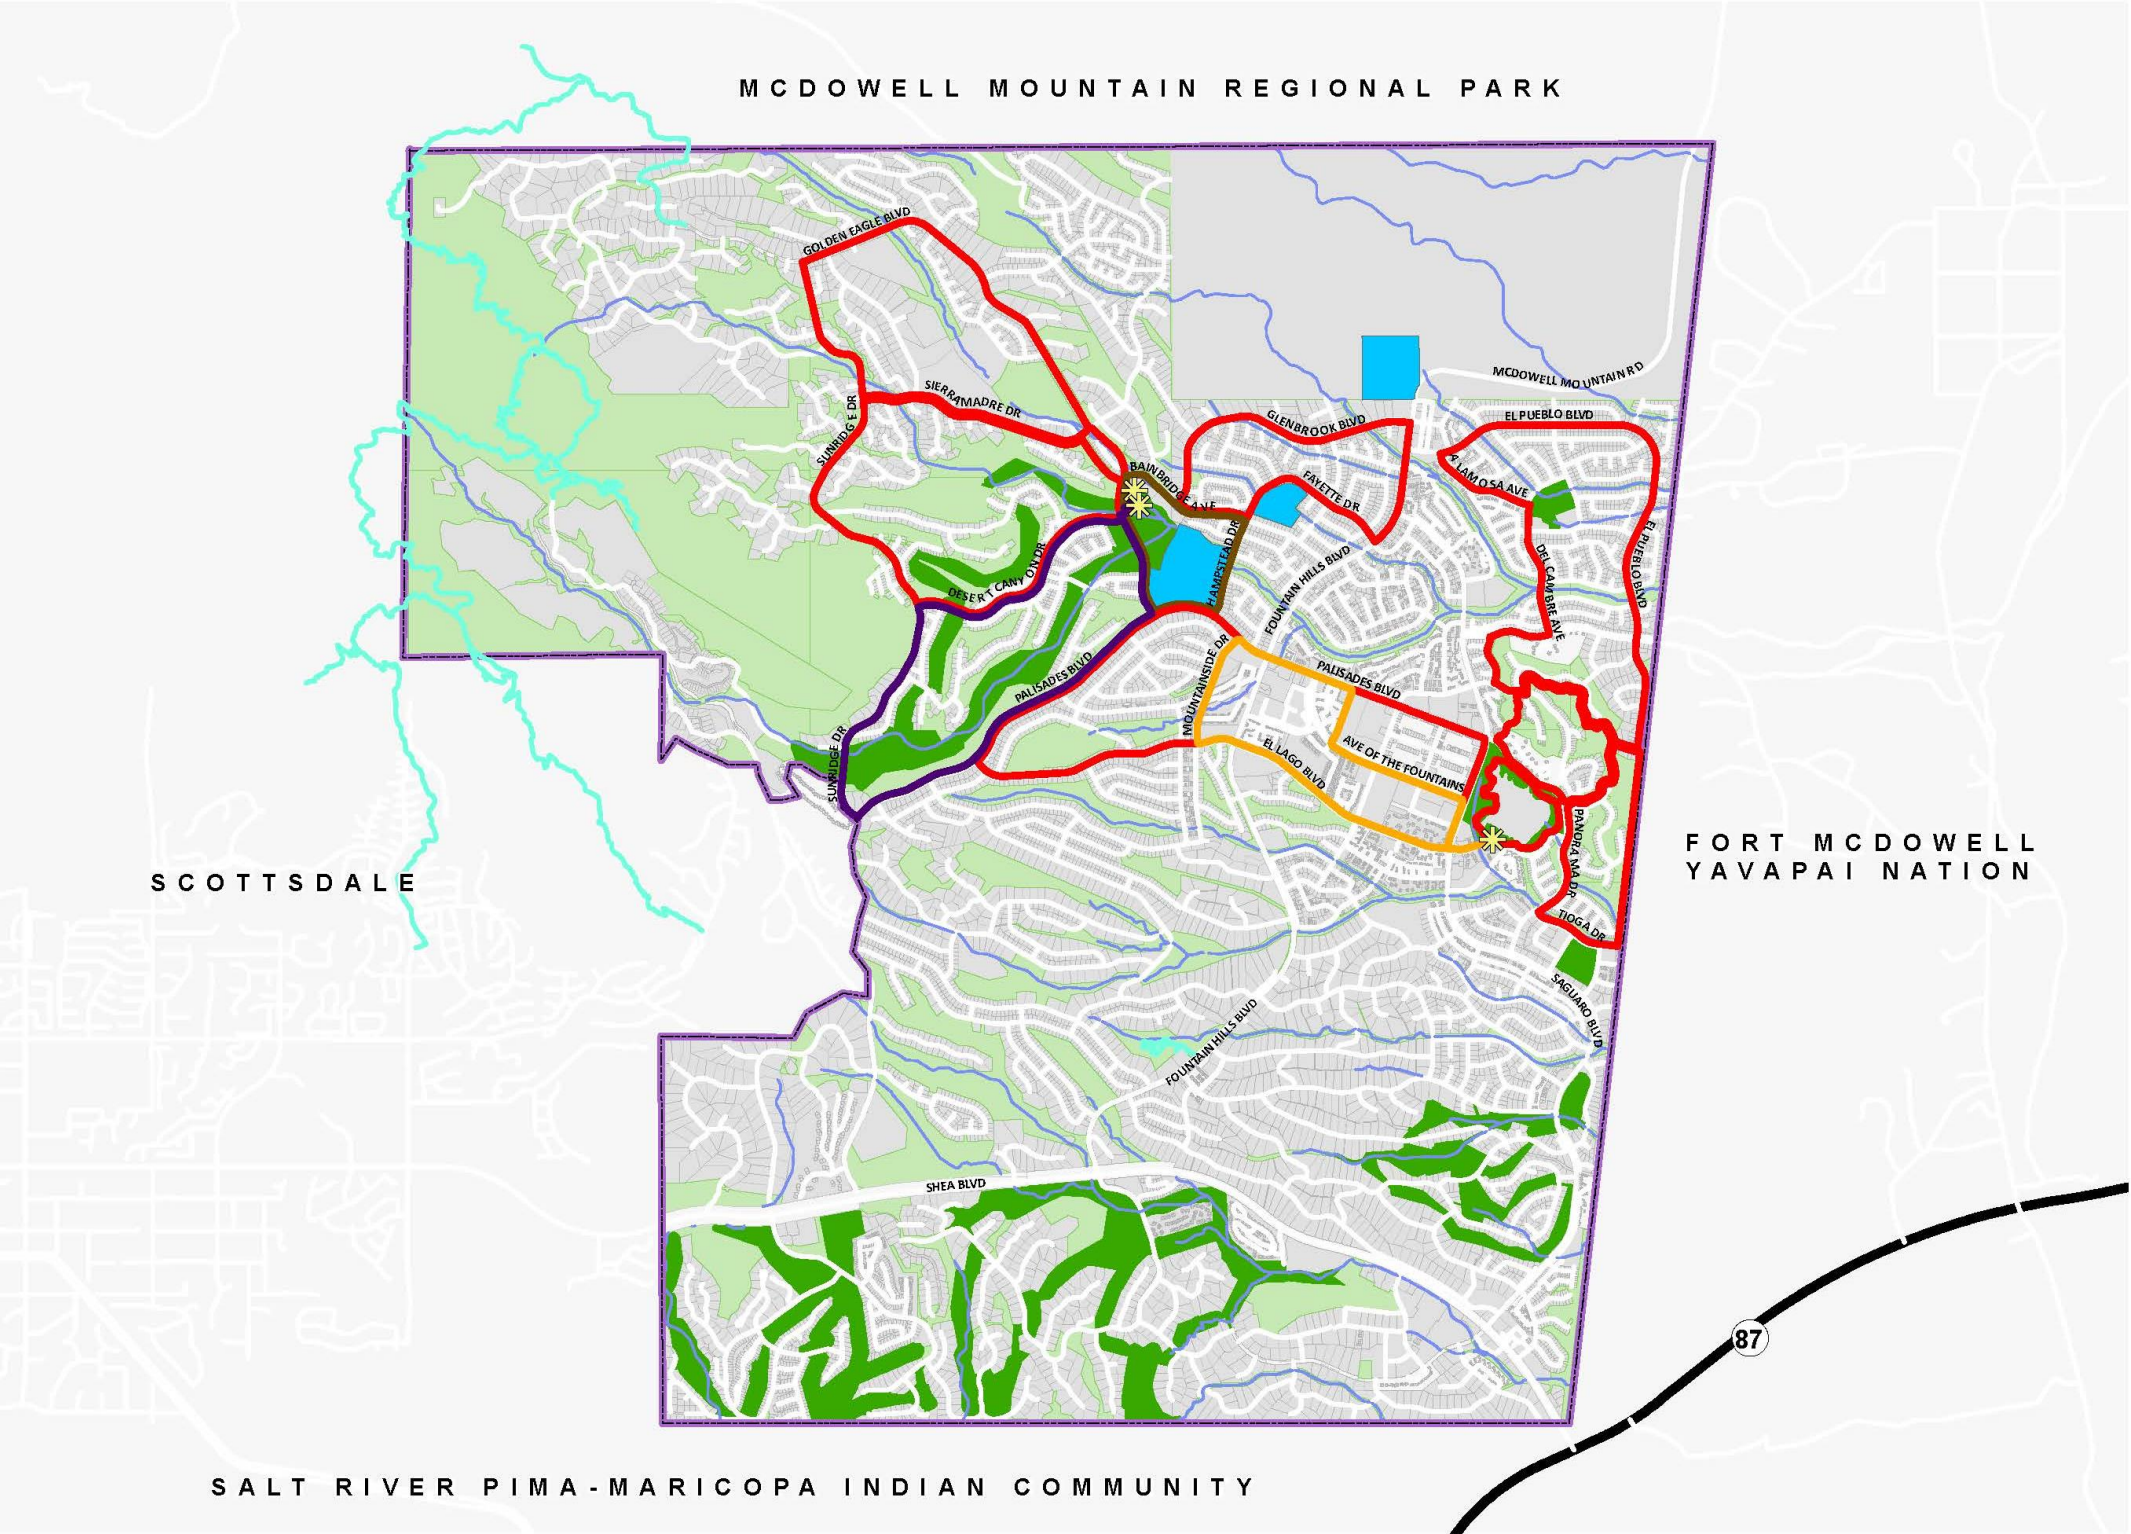 MCDOWELL MOUNTAIN REGIONAL PARK
GOLDEN EAGLE BLVD
MCDOWELL MOUNTAIN RD
SIERRA MADRE DR
SUNRIDGE DR
GLENBROOK BLVD
EL PUEBLO BLVD
BAINBRIDGE AVE
FAYETTE DR
ALAMOSA AVE
HAMPSTEAD DR
FOUNTAIN HILLS BLVD
DEL CAMBRE AVE
EL PUEBLO BLVD
DESERT CANYON DR
PALISADES BLVD
MOUNTAINSIDE DR
PALISADES BLVD
SUNRIDGE DR
EL LAGO BLVD
AVE OF THE FOUNTAINS
PANORAMA DR
FORT MCDOWELL
YAVAPAI NATION
SCOTTSDALE
TIOGA DR
SAGUARO BLVD
FOUNTAIN HILLS BLVD
SHEA BLVD
87
SALT RIVER PIMA-MARICOPA INDIAN COMMUNITY